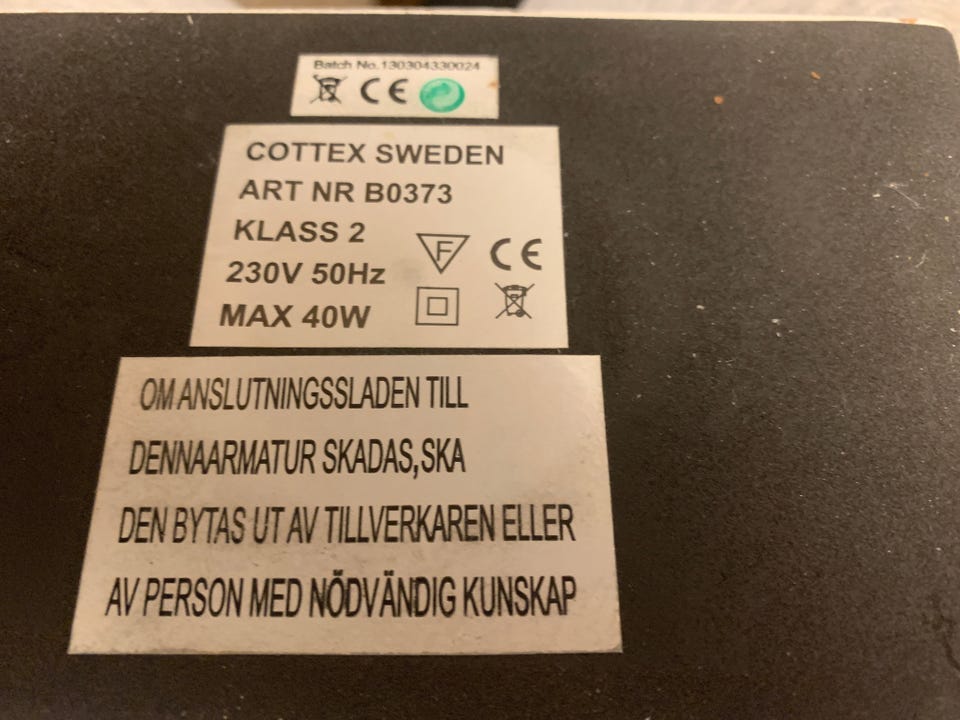 Batch No.130304330024
CE
COTTEX SWEDEN
ART NR B0373
KLASS 2
F CE
230V 50Hz
MAX 40W
OM ANSLUTNINGSSLADEN TILL
DENNAARMATUR SKADAS,SKA
DEN BYTAS UT AV TILLVERKAREN ELLER
AV PERSON MED NÖDVÄNDIG KUNSKAP